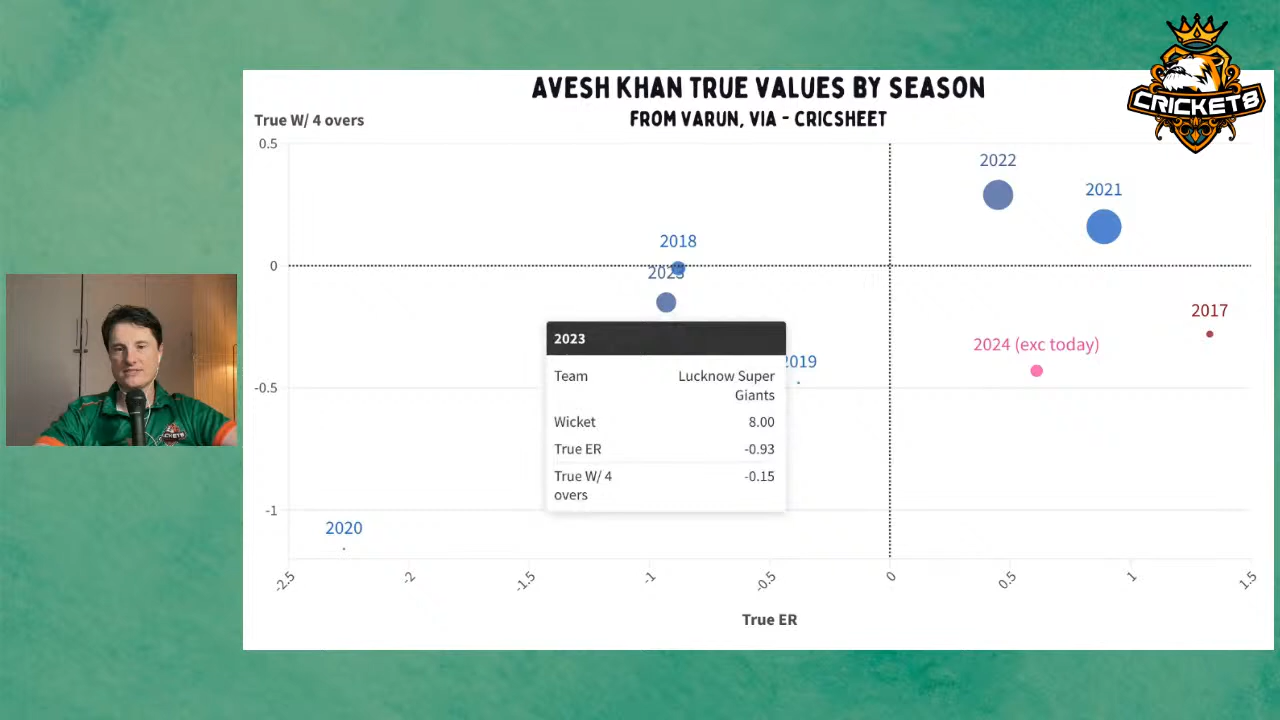 AVESH KHAN TRUE VALUES BY SEASON
FROM VARUN, VIA - CRICSHEET
CRICKET8
True W/ 4 overs
0.5
0
-0.5
-1
2022
2021
2018
2023
2017
2024 (exc today)
2019
2020
2023
Team Lucknow Super
Giants
Wicket 8.00
True ER -0.93
True W/ 4 -0.15
overs
-2.5 -2 -1.5 -1 -0.5 0 0.5 1 1.5
True ER
CRICKET8